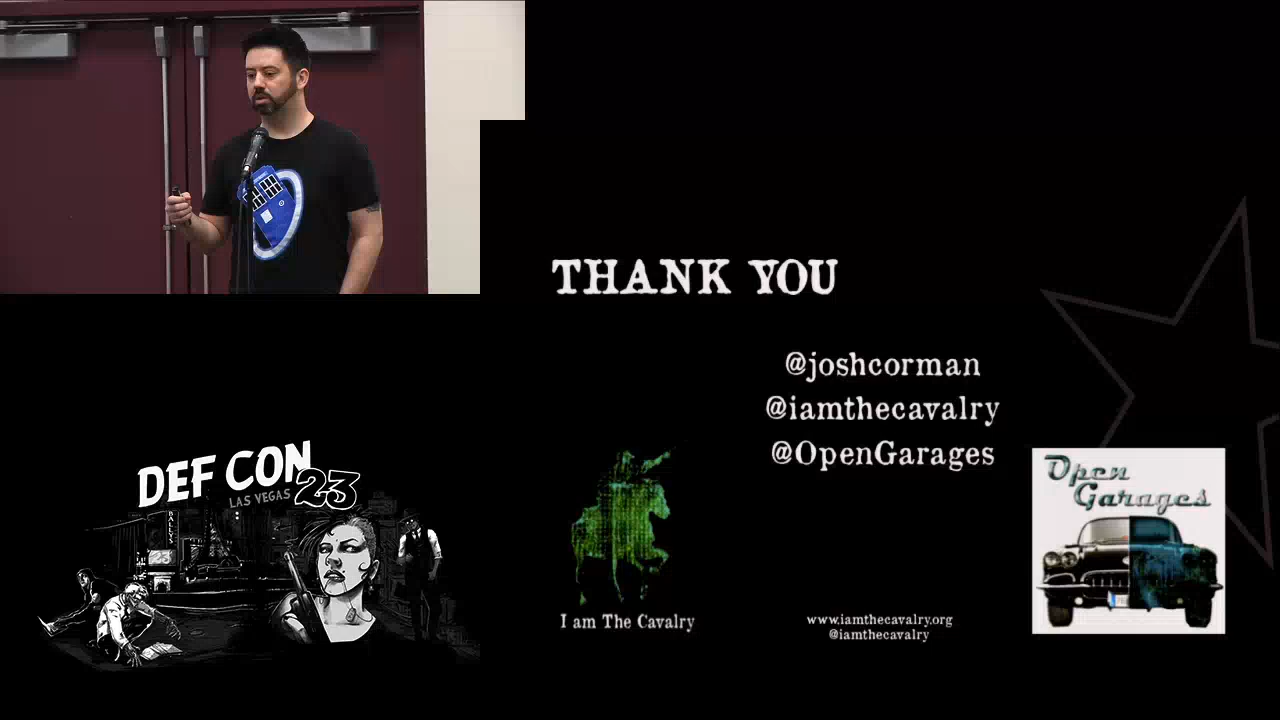 THANK YOU
@joshcorman
@iamthecavalry
@OpenGarages
DEF CON
LAS VEGAS 23
BALLYS
Open
Garages
I am The Cavalry
www.iamthecavalry.org
@iamthecavalry